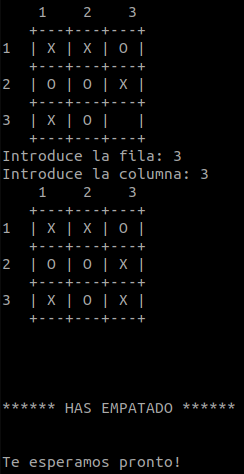 1 2 3
+---+---+---+
1 | X | X | O |
+---+---+---+
2 | O | O | X |
+---+---+---+
3 | X | O |   |
+---+---+---+
Introduce la fila: 3
Introduce la columna: 3
1 2 3
+---+---+---+
1 | X | X | O |
+---+---+---+
2 | O | O | X |
+---+---+---+
3 | X | O | X |
+---+---+---+
****** HAS EMPATADO ******
Te esperamos pronto!